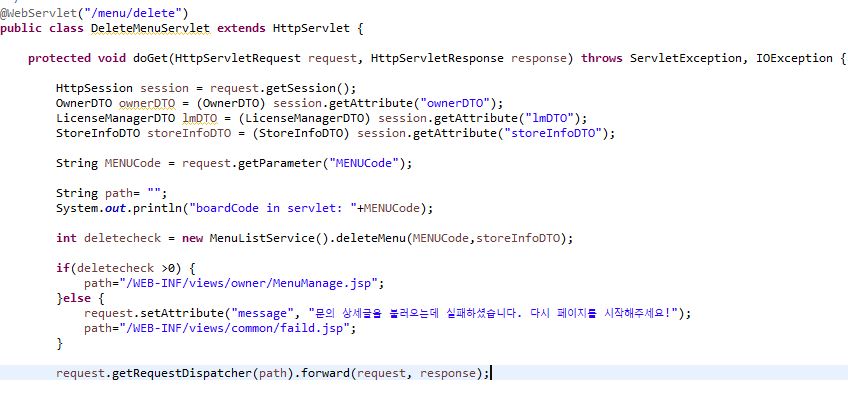 @WebServlet("/menu/delete")
public class DeleteMenuServlet extends HttpServlet {
protected void doGet(HttpServletRequest request, HttpServletResponse response) throws ServletException, IOException {
HttpSession session = request.getSession();
OwnerDTO ownerDTO = (OwnerDTO) session.getAttribute("ownerDTO");
LicenseManagerDTO lmDTO = (LicenseManagerDTO) session.getAttribute("lmDTO");
StoreInfoDTO storeInfoDTO = (StoreInfoDTO) session.getAttribute("storeInfoDTO");
String MENUCode = request.getParameter("MENUCode");
String path= "";
System.out.println("boardCode in servlet: "+MENUCode);
int deletecheck = new MenuListService().deleteMenu(MENUCode,storeInfoDTO);
if(deletecheck >0) {
path="/WEB-INF/views/owner/MenuManage.jsp";
}else {
request.setAttribute("message", "문의 상세글을 불러오는데 실패하셨습니다. 다시 페이지를 시작해주세요!");
path="/WEB-INF/views/common/faild.jsp";
}
request.getRequestDispatcher(path).forward(request, response);